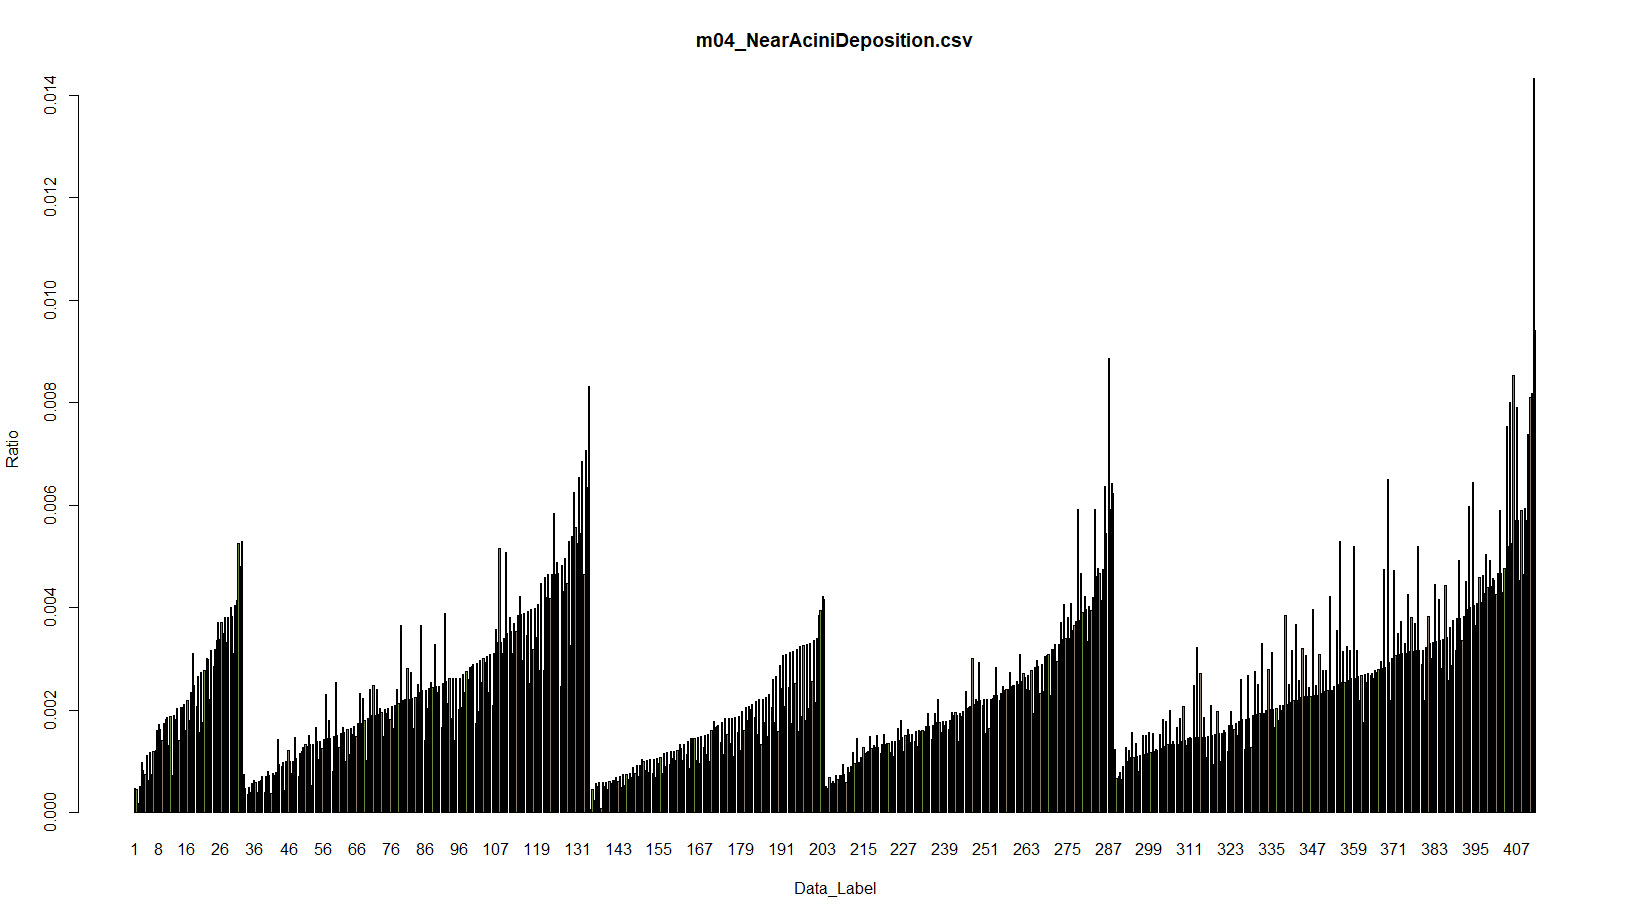 m04_NearAciniDeposition.csv
0.014
0.012
0.010
0.008
0.006
0.004
0.002
0.000
Ratio
1 8 16 26 36 46 56 66 76 86 96 107 119 131 143 155 167 179 191 203 215 227 239 251 263 275 287 299 311 323 335 347 359 371 383 395 407
Data_Label